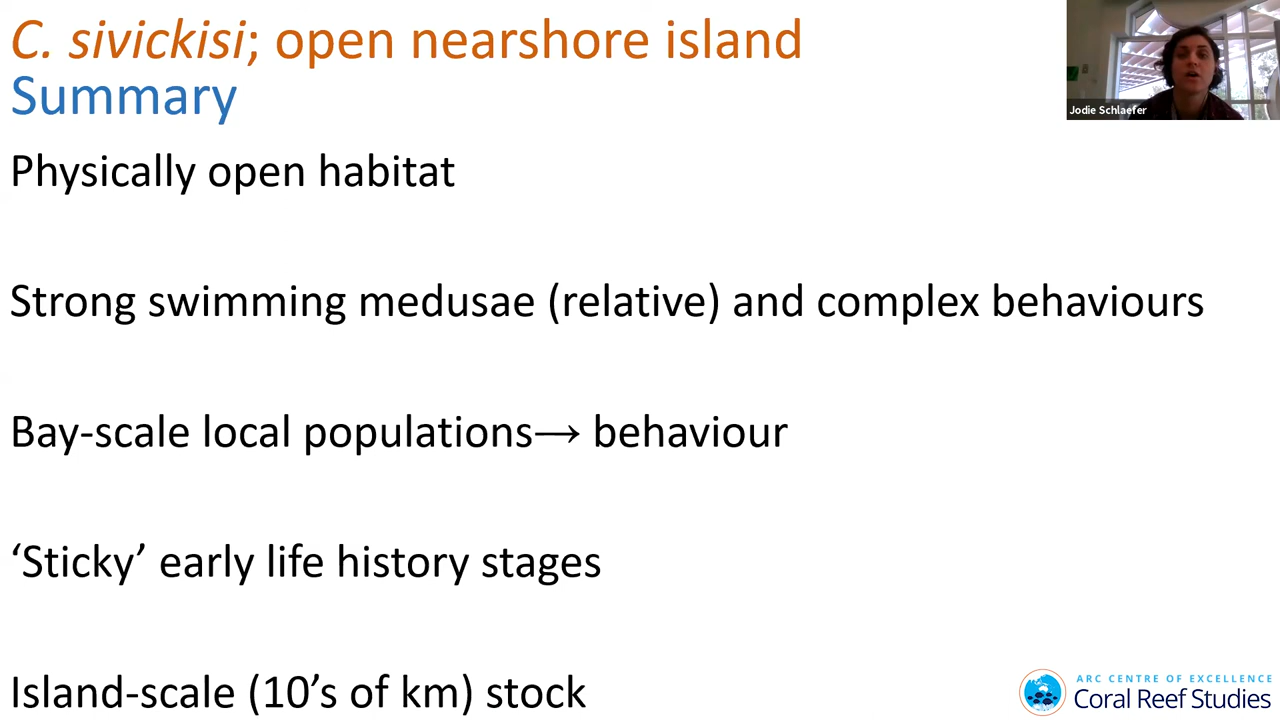 C. sivickisi; open nearshore island
Summary
Jodie Schlaefer
Physically open habitat
Strong swimming medusae (relative) and complex behaviours
Bay-scale local populations→ behaviour
‘Sticky’ early life history stages
Island-scale (10’s of km) stock
ARC CENTRE OF EXCELLENCE
Coral Reef Studies